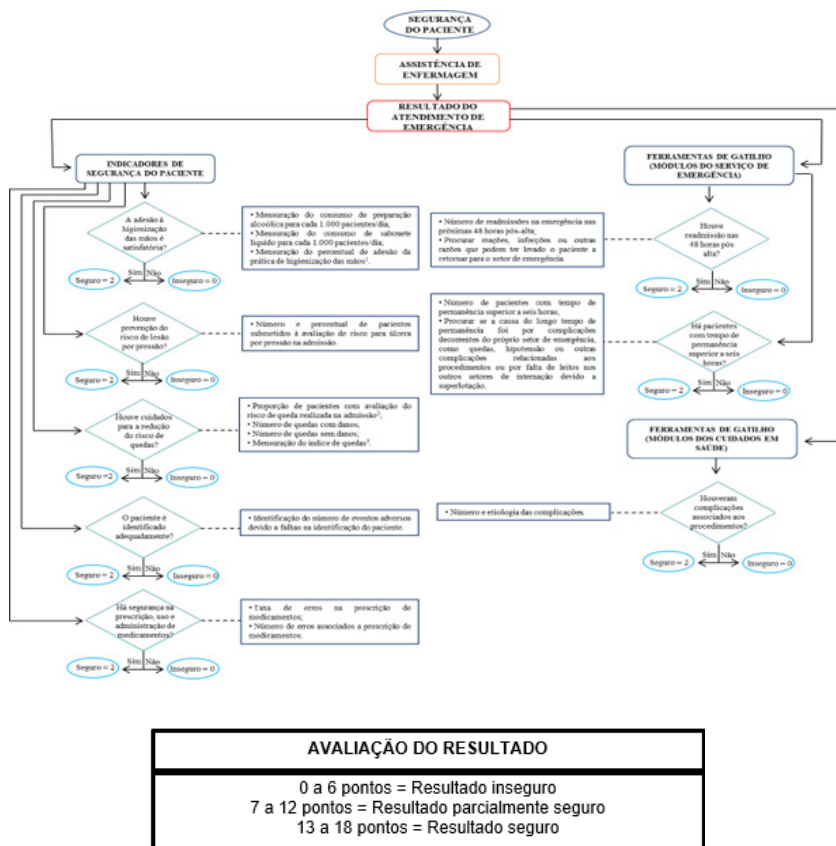 SEGURANÇA
DO PACIENTE
ASSISTÊNCIA DE
ENFERMAGEM
RESULTADO DO
ATENDIMENTO DE
EMERGÊNCIA
INDICADORES DE
SEGURANÇA DO PACIENTE
A adesão à
higienização
das mãos é
satisfatória?
• Mensuração do consumo de preparação
alcoólica para cada 1.000 pacientes/dia;
• Mensuração do consumo de sabonete
líquido para cada 1.000 pacientes/dia;
• Mensuração do percentual de adesão da
prática de higienização das mãos¹.
Sim Não
Seguro = 2 Inseguro = 0
Houve
prevenção do
risco de lesão
por pressão?
• Número e percentual de pacientes
submetidos à avaliação de risco para úlcera
por pressão na admissão.
Sim Não
Seguro = 2 Inseguro = 0
Houve cuidados
para a redução
do risco de
quedas?
• Proporção de pacientes com avaliação do
risco de queda realizada na admissão²;
• Número de quedas com danos;
• Número de quedas sem danos;
• Mensuração do índice de quedas³.
Sim Não
Seguro =2 Inseguro = 0
O paciente é
identificado
adequadamente?
• Identificação do número de eventos adversos
devido a falhas na identificação do paciente.
Sim Não
Seguro = 2 Inseguro = 0
Há segurança na
prescrição, uso e
administração de
medicamentos?
• Taxa de erros na prescrição de
medicamentos;
• Número de erros associados a prescrição de
medicamentos.
Sim Não
Seguro = 2 Inseguro = 0
FERRAMENTAS DE GATILHO
(MÓDULOS DO SERVIÇO DE
EMERGÊNCIA)
• Número de readmissões na emergência nas
próximas 48 horas pós-alta;
• Procurar reações, infecções ou outras
razões que podem ter levado o paciente a
retornar para o setor de emergência.
Houve
readmissão nas
48 horas pós
alta?
Sim Não
Seguro = 2 Inseguro = 0
• Número de pacientes com tempo de
permanência superior a seis horas;
• Procurar se a causa do longo tempo de
permanência foi por complicações
decorrentes do próprio setor de emergência,
como quedas, hipotensão ou outras
complicações relacionadas aos
procedimentos ou por falta de leitos nos
outros setores de internação devido a
superlotação.
Há pacientes
com tempo de
permanência
superior a seis
horas?
Sim Não
Seguro = 2 Inseguro = 0
FERRAMENTAS DE GATILHO
(MÓDULOS DOS CUIDADOS EM
SAÚDE)
• Número e etiologia das complicações.
Houveram
complicações
associados aos
procedimentos?
Sim Não
Seguro = 2 Inseguro = 0
AVALIAÇÃO DO RESULTADO
0 a 6 pontos = Resultado inseguro
7 a 12 pontos = Resultado parcialmente seguro
13 a 18 pontos = Resultado seguro